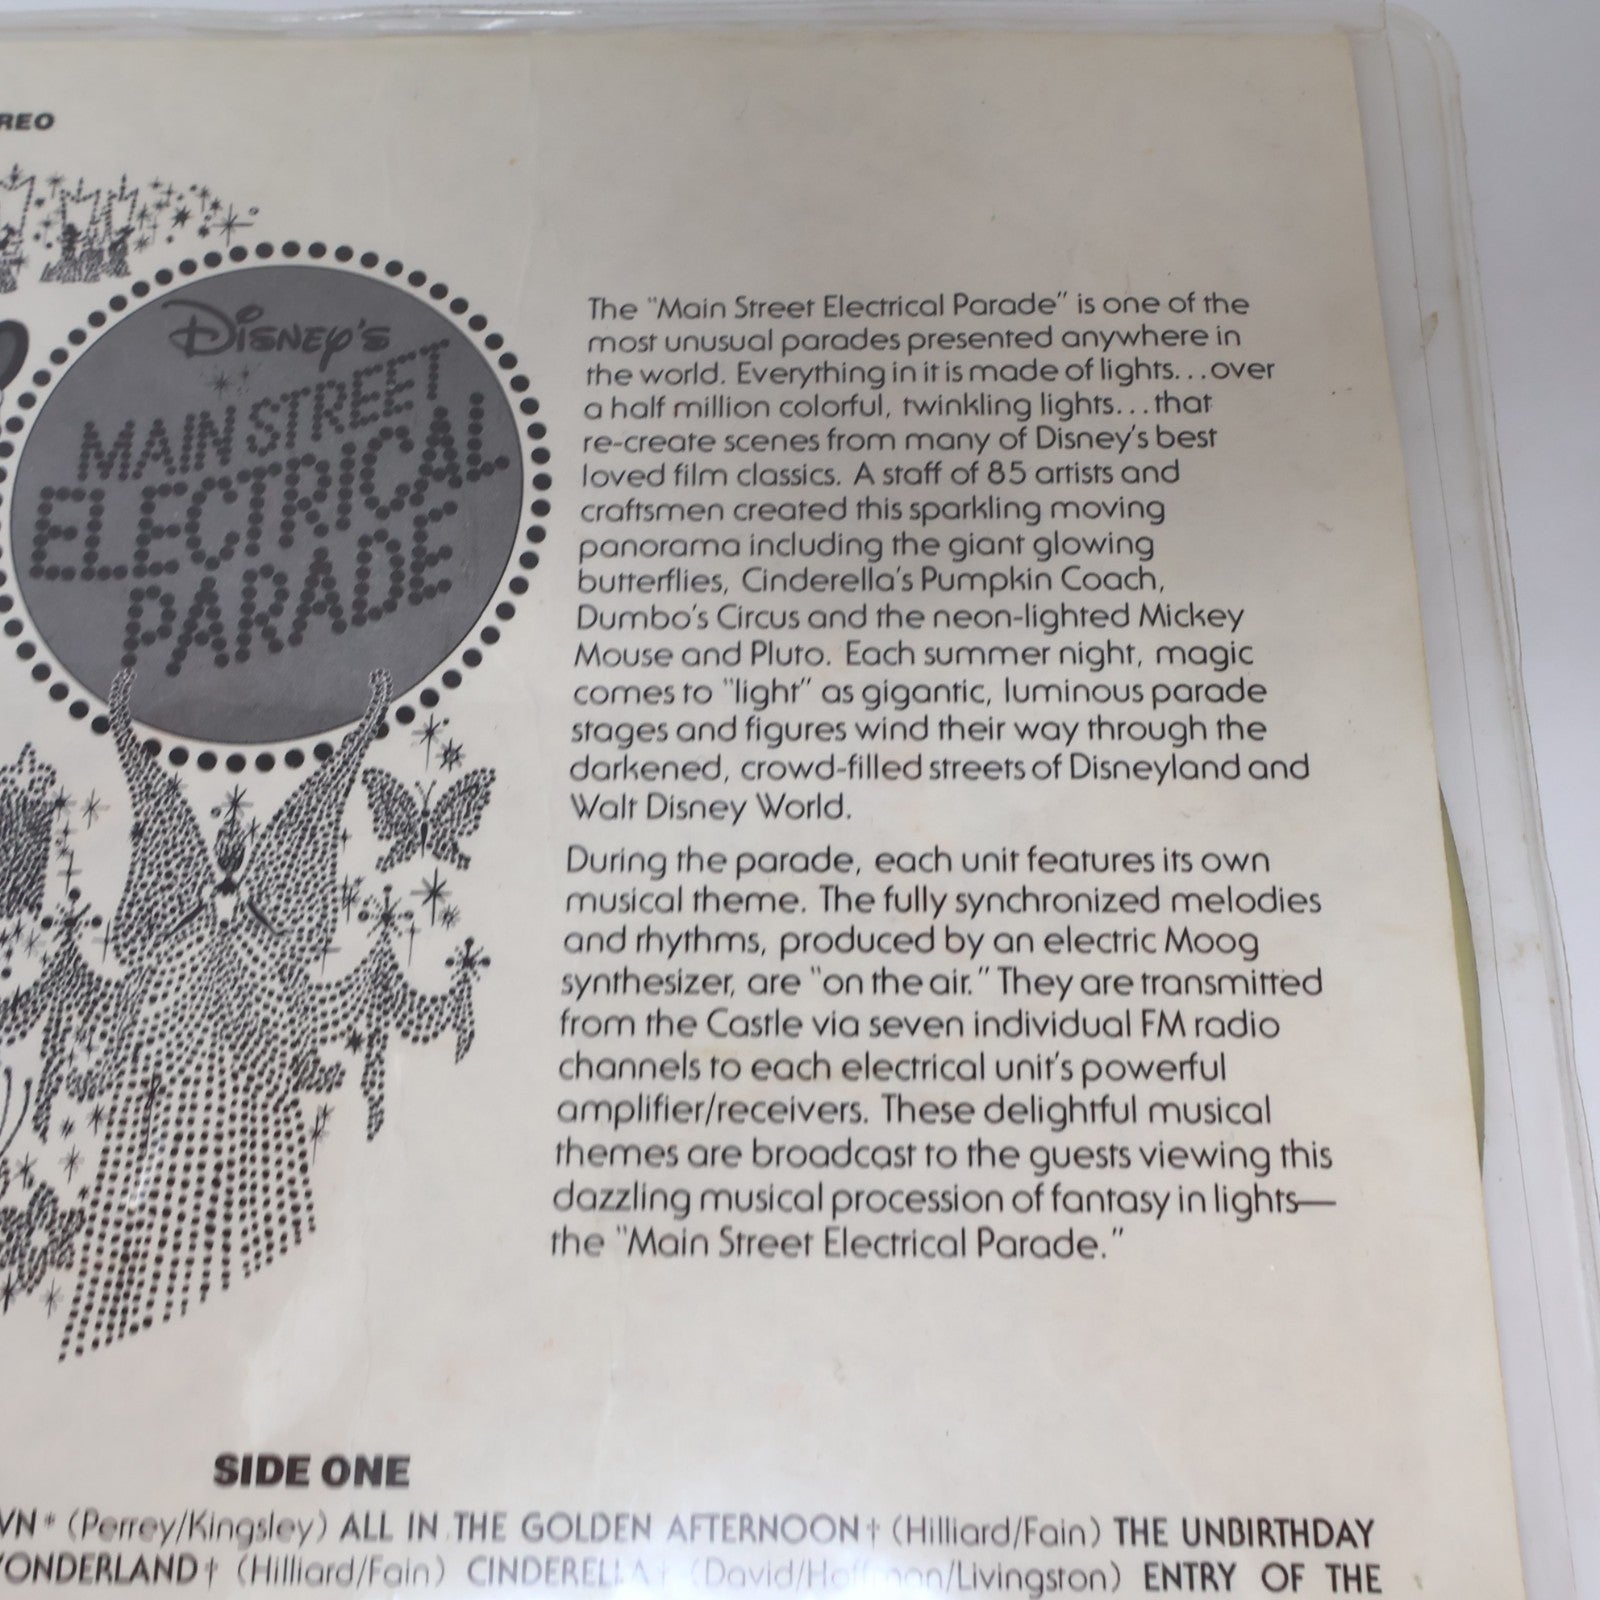 DISNEY'S
MAIN STREET
ELECTRICAL
PARADE
The "Main Street Electrical Parade" is one of the
most unusual parades presented anywhere in
the world. Everything in it is made of lights...over
a half million colorful, twinkling lights...that
re-create scenes from many of Disney's best
loved film classics. A staff of 85 artists and
craftsmen created this sparkling moving
panorama including the giant glowing
butterflies, Cinderella's Pumpkin Coach,
Dumbo's Circus and the neon-lighted Mickey
Mouse and Pluto. Each summer night, magic
comes to "light" as gigantic, luminous parade
stages and figures wind their way through the
darkened, crowd-filled streets of Disneyland and
Walt Disney World.
During the parade, each unit features its own
musical theme. The fully synchronized melodies
and rhythms, produced by an electric Moog
synthesizer, are "on the air." They are transmitted
from the Castle via seven individual FM radio
channels to each electrical unit's powerful
amplifier/receivers. These delightful musical
themes are broadcast to the guests viewing this
dazzling musical procession of fantasy in lights—
the "Main Street Electrical Parade."
SIDE ONE
(Perrey/Kingsley) ALL IN THE GOLDEN AFTERNOON† (Hilliard/Fain) THE UNBIRTHDAY
(Hilliard/Fain) CINDERELLA† (David/Hoffman/Livingston) ENTRY OF THE